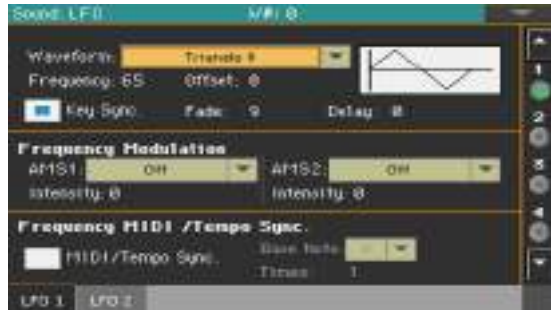 Sound: LFO
Waveform: Triangle 0
Frequency: 65 Offset: 0
Key Sync. Fade: 9 Delay: 0
Frequency Modulation
AMS1: Off AMS2: Off
Intensity: 0 Intensity: 0
Frequency MIDI /Tempo Sync.
MIDI/Tempo Sync. Base Note:
Times: 1
LFO 1 LFO 2
1
2
3
4